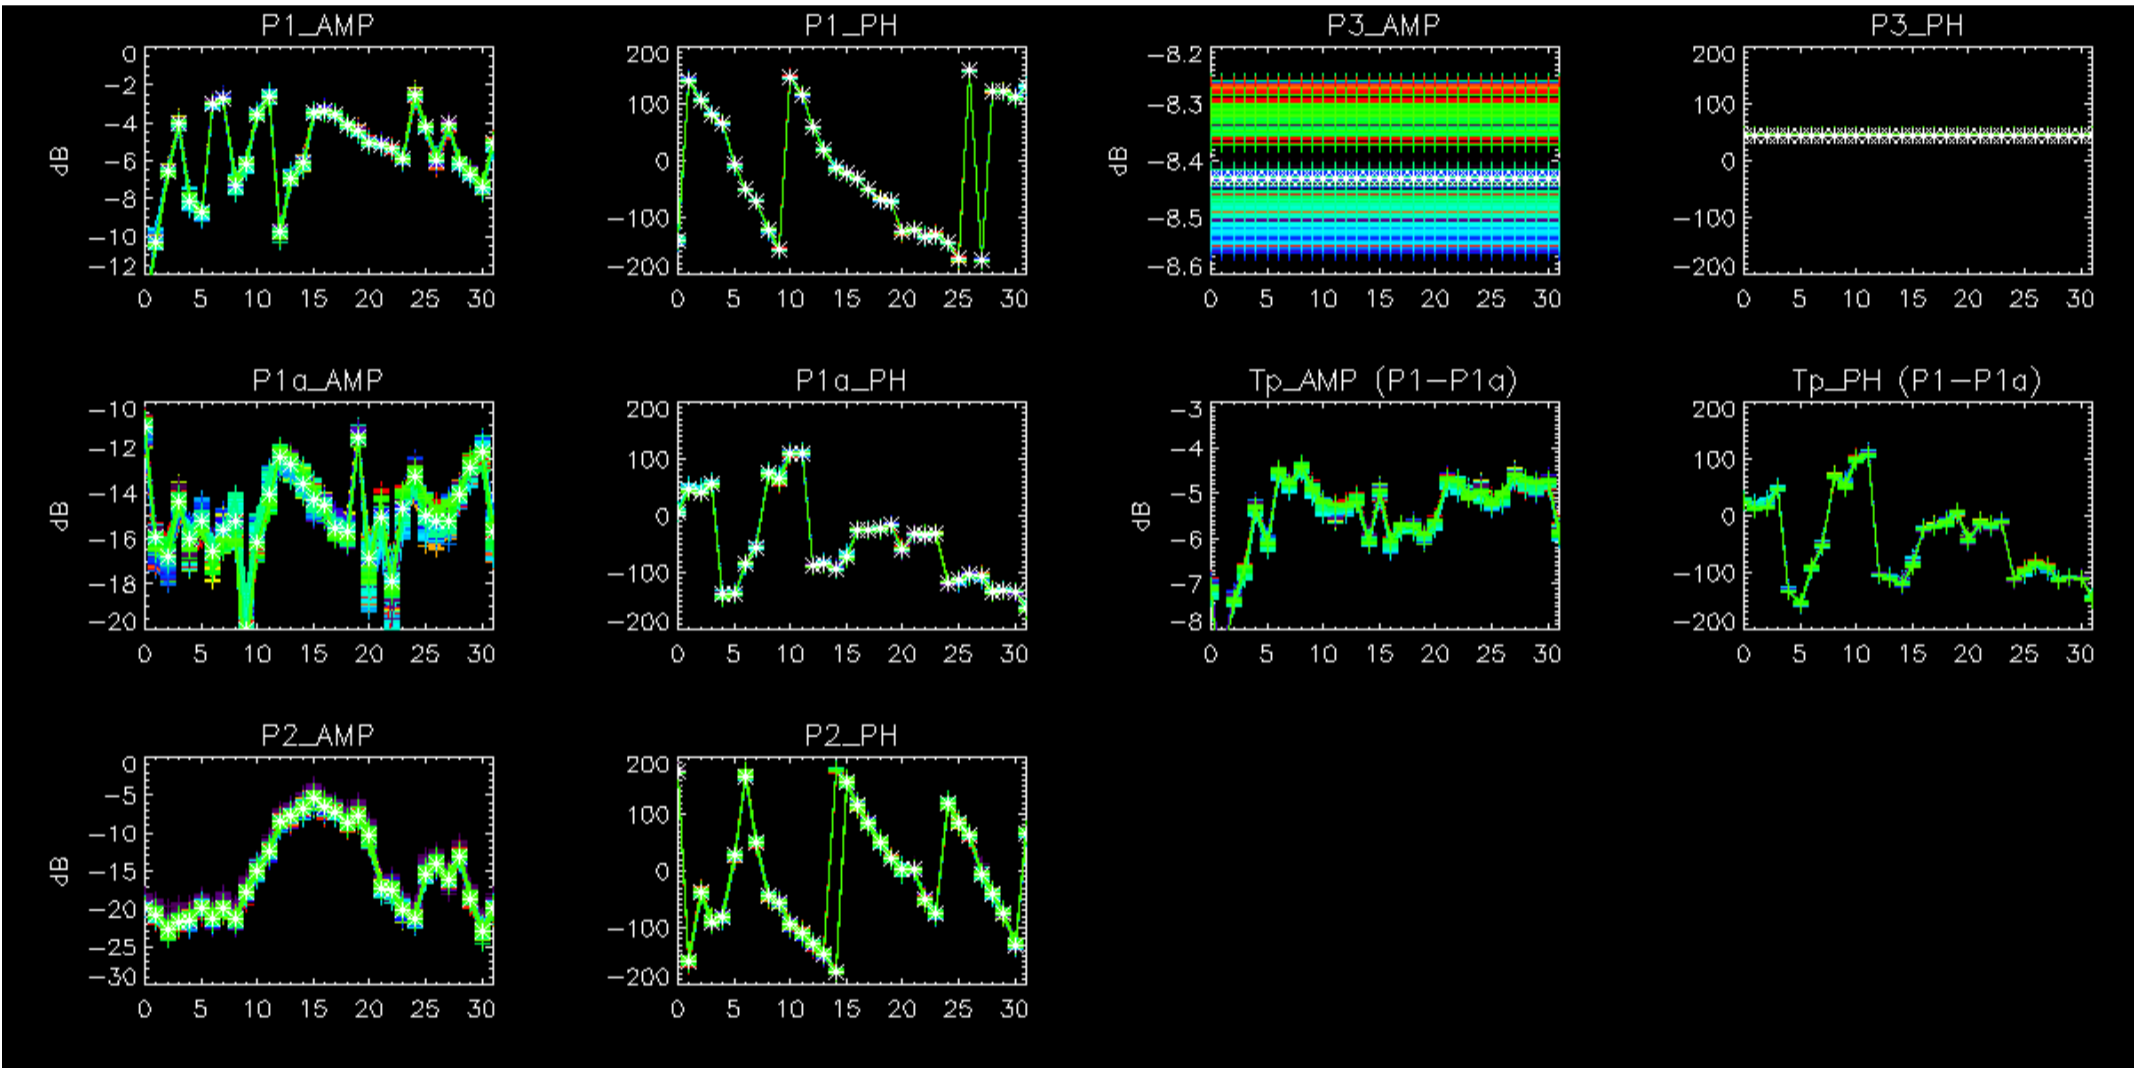 P1_AMP
P1_PH
P3_AMP
P3_PH
0
-2
-4
-6
-8
-10
-12
dB
0 5 10 15 20 25 30
200
100
0
-100
-200
0 5 10 15 20 25 30
-8.2
-8.3
-8.4
-8.5
-8.6
dB
0 5 10 15 20 25 30
200
100
0
-100
-200
0 5 10 15 20 25 30
P1a_AMP
P1a_PH
Tp_AMP (P1-P1a)
Tp_PH (P1-P1a)
-10
-12
-14
-16
-18
-20
dB
0 5 10 15 20 25 30
200
100
0
-100
-200
0 5 10 15 20 25 30
-3
-4
-5
-6
-7
-8
dB
0 5 10 15 20 25 30
200
100
0
-100
-200
0 5 10 15 20 25 30
P2_AMP
P2_PH
0
-5
-10
-15
-20
-25
-30
dB
0 5 10 15 20 25 30
200
100
0
-100
-200
0 5 10 15 20 25 30